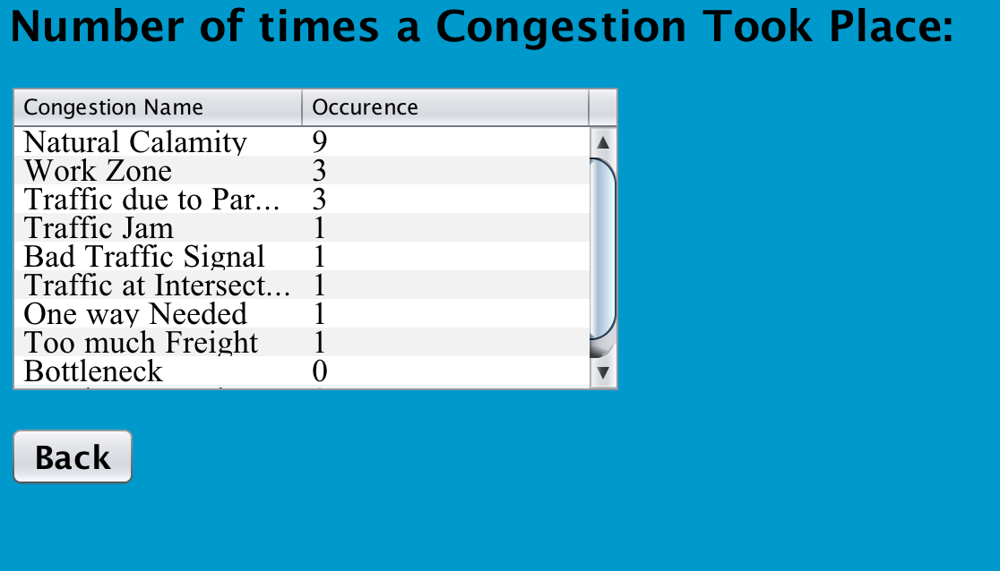 Number of times a Congestion Took Place:
Congestion Name Occurence
Natural Calamity 9
Work Zone 3
Traffic due to Par... 3
Traffic Jam 1
Bad Traffic Signal 1
Traffic at Intersect... 1
One way Needed 1
Too much Freight 1
Bottleneck 0
Back